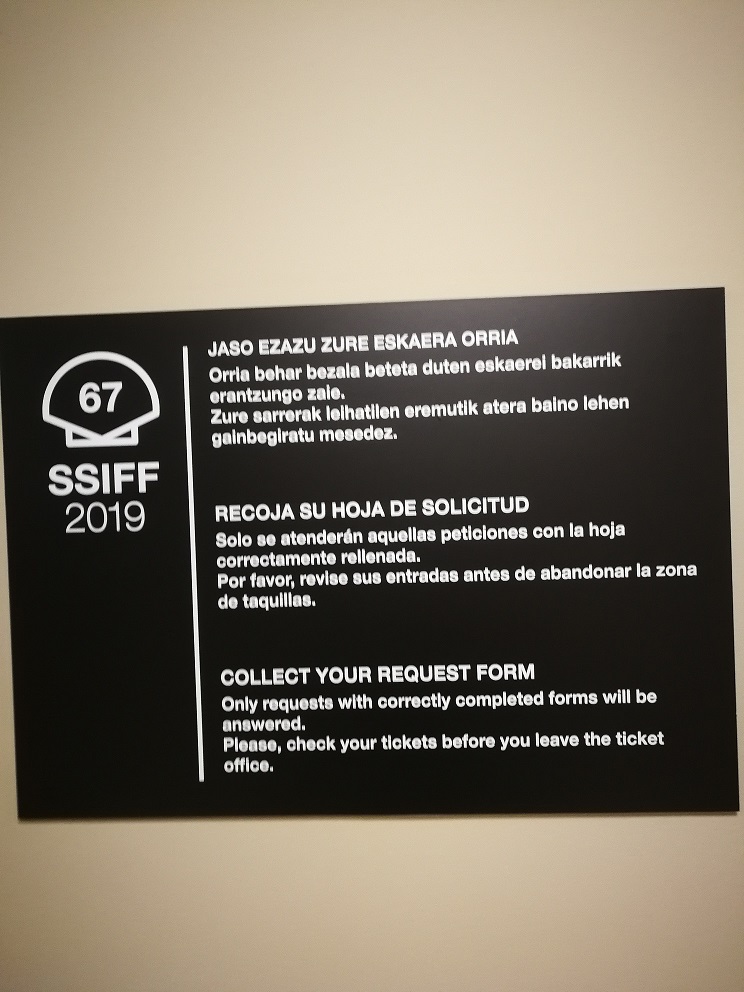 67
SSIFF
2019
JASO EZAZU ZURE ESKAERA ORRIA
Orria behar bezala beteta duten eskaerei bakarrik
erantzungo zaie.
Zure sarrerak leihatilen eremutik atera baino lehen
gainbegiratu mesedez.
RECOJA SU HOJA DE SOLICITUD
Solo se atenderán aquellas peticiones con la hoja
correctamente rellenada.
Por favor, revise sus entradas antes de abandonar la zona
de taquillas.
COLLECT YOUR REQUEST FORM
Only requests with correctly completed forms will be
answered.
Please, check your tickets before you leave the ticket
office.